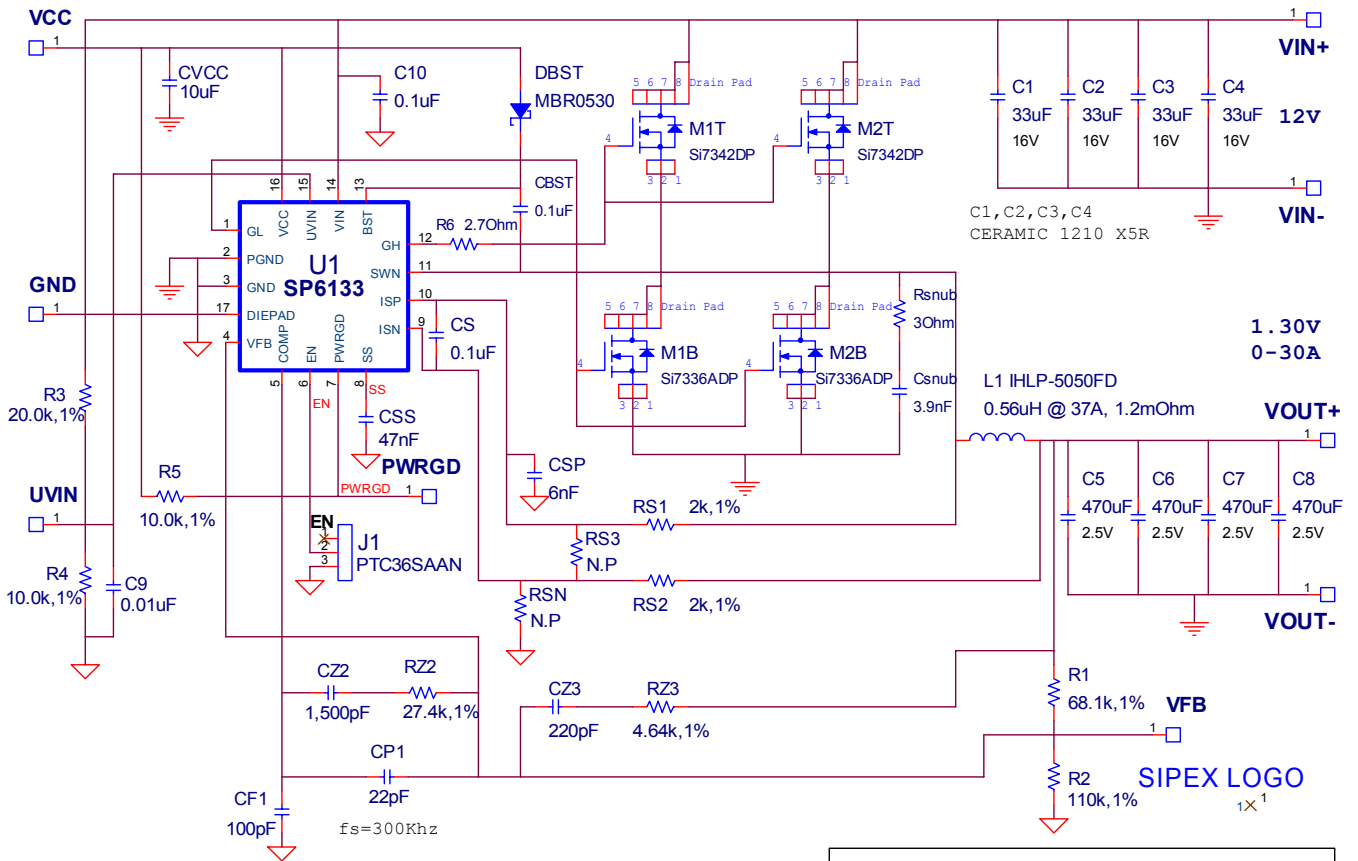 VCC
1
CVCC
10uF
C10
0.1uF
DBST
MBR0530
5 6 7 8 Drain Pad
4
M1T
Si7342DP
3 2 1
5 6 7 8 Drain Pad
4
M2T
Si7342DP
3 2 1
C1
33uF
16V
C2
33uF
16V
C3
33uF
16V
C4
33uF
16V
1
VIN+
12V
1
VIN-
C1,C2,C3,C4
CERAMIC 1210 X5R
16
15
14
13
VCC
UVIN
VIN
BST
CBST
0.1uF
R6 2.7Ohm
1
GL
2
PGND
3
GND
17
DIEPAD
4
VFB
U1
SP6133
GH
12
SWN
11
ISP
10
ISN
9
COMP
EN
PWRGD
SS
5
6
7
8
EN
SS
GND
1
CS
0.1uF
CSS
47nF
5 6 7 8 Drain Pad
4
M1B
Si7336ADP
3 2 1
5 6 7 8 Drain Pad
4
M2B
Si7336ADP
3 2 1
Rsnub
3Ohm
Csnub
3.9nF
1.30V
0-30A
L1 IHLP-5050FD
0.56uH @ 37A, 1.2mOhm
VOUT+
1
R3
20.0k,1%
R5
10.0k,1%
UVIN
1
PWRGD
PWRGD
1
CSP
6nF
RS1
2k,1%
RS3
N.P
RS2
2k,1%
RSN
N.P
EN
1
2
3
J1
PTC36SAAN
C5
470uF
2.5V
C6
470uF
2.5V
C7
470uF
2.5V
C8
470uF
2.5V
1
VOUT-
R4
10.0k,1%
C9
0.01uF
CZ2
1,500pF
RZ2
27.4k,1%
CZ3
220pF
RZ3
4.64k,1%
R1
68.1k,1%
VFB
1
CP1
22pF
R2
110k,1%
SIPEX LOGO
1
1
CF1
100pF
fs=300Khz